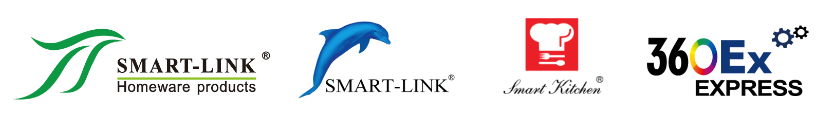 SMART-LINK ®
Homeware products
SMART-LINK®
Smart Kitchen®
360Ex
EXPRESS